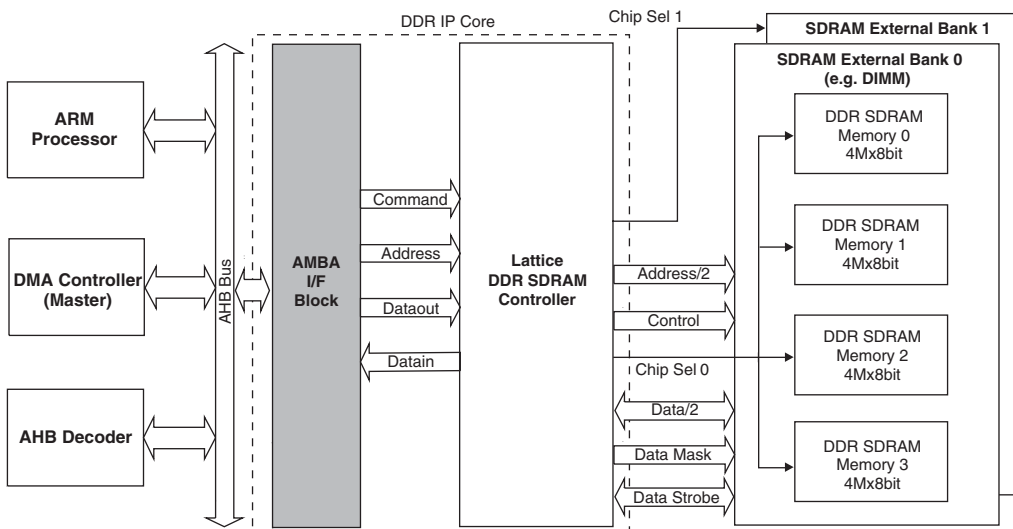 DDR IP Core
Chip Sel 1
SDRAM External Bank 1
SDRAM External Bank 0
(e.g. DIMM)
ARM
Processor
DMA Controller
(Master)
AHB Decoder
AHB Bus
AMBA
I/F
Block
Command
Address
Dataout
Datain
Lattice
DDR SDRAM
Controller
Address/2
Control
Chip Sel 0
Data/2
Data Mask
Data Strobe
DDR SDRAM
Memory 0
4Mx8bit
DDR SDRAM
Memory 1
4Mx8bit
DDR SDRAM
Memory 2
4Mx8bit
DDR SDRAM
Memory 3
4Mx8bit